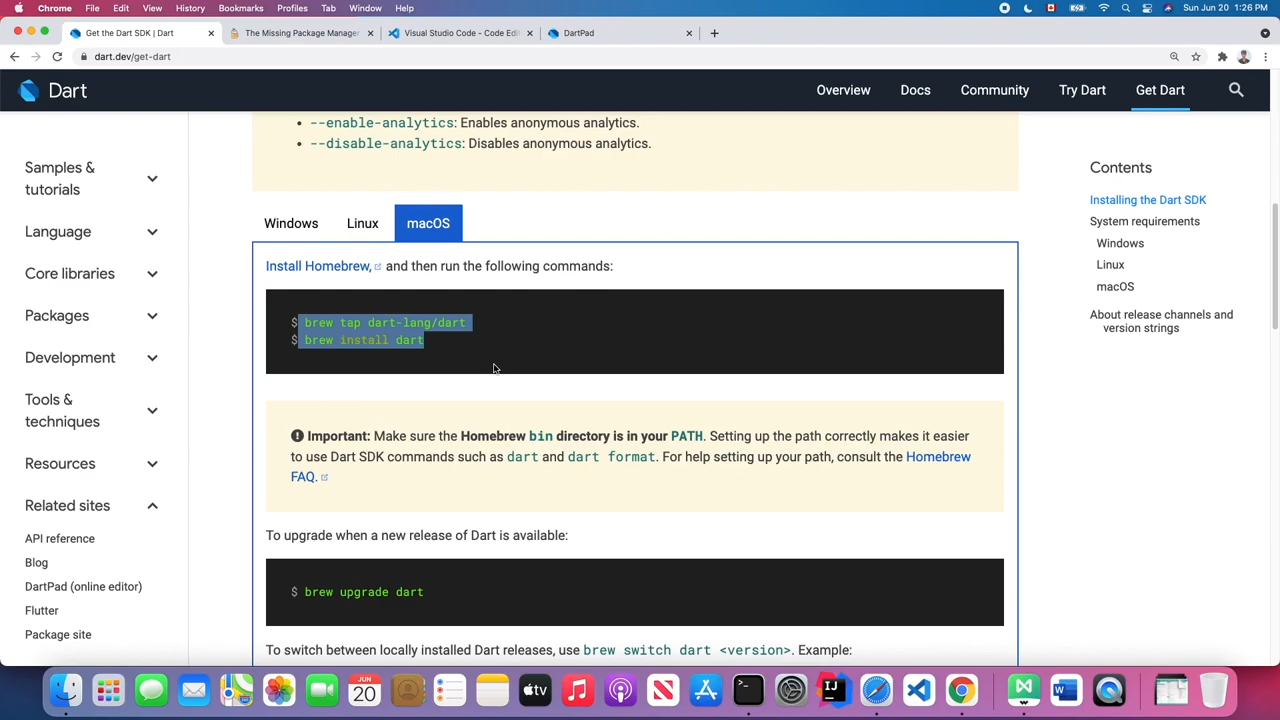 Chrome File Edit View History Bookmarks Profiles Tab Window Help Sun Jun 20 1:26 PM
Get the Dart SDK | Dart The Missing Package Manager Visual Studio Code - Code Edi DartPad
dart.dev/get-dart
Dart Overview Docs Community Try Dart Get Dart
Samples &
tutorials
Language
Core libraries
Packages
Development
Tools &
techniques
Resources
Related sites
API reference
Blog
DartPad (online editor)
Flutter
Package site
• --enable-analytics: Enables anonymous analytics.
• --disable-analytics: Disables anonymous analytics.
Windows Linux macOS
Install Homebrew, and then run the following commands:
$ brew tap dart-lang/dart
$ brew install dart
Important: Make sure the Homebrew bin directory is in your PATH. Setting up the path correctly makes it easier
to use Dart SDK commands such as dart and dart format. For help setting up your path, consult the Homebrew
FAQ.
To upgrade when a new release of Dart is available:
$ brew upgrade dart
To switch between locally installed Dart releases, use brew switch dart <version>. Example:
Contents
Installing the Dart SDK
System requirements
Windows
Linux
macOS
About release channels and
version strings
JUN
20
tv
IJ
W